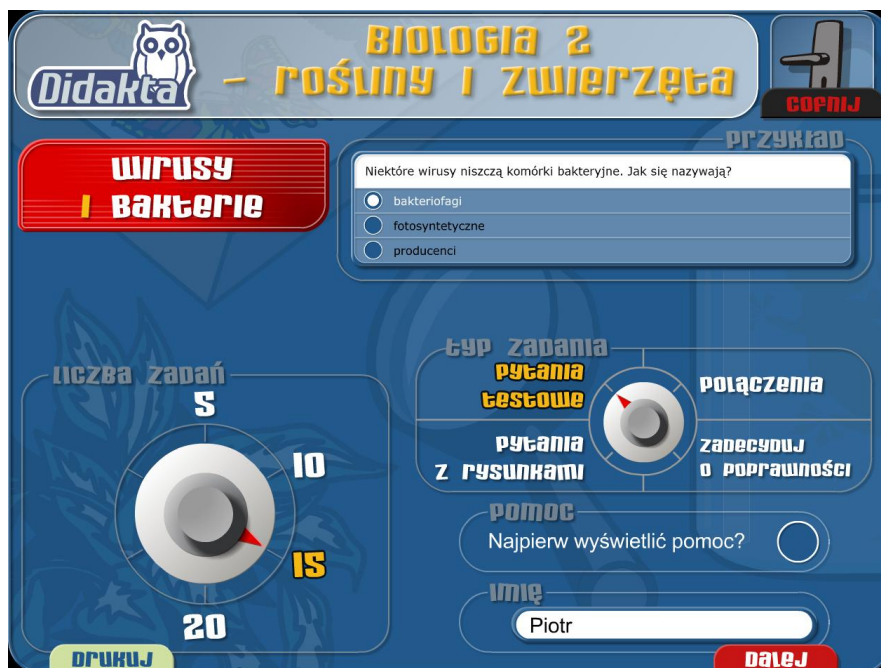 Didakta
BIOLOGIA 2
- ROŚLINY I ZWIERZĘTA
COFNIJ
WIRUSY
I BAKTERIE
PRZYKŁAD
Niektóre wirusy niszczą komórki bakteryjne. Jak się nazywają?
bakteriofagi
fotosyntetyczne
producenci
LICZBA ZADAŃ
5
10
15
20
TYP ZADANIA
PYTANIA
TESTOWE
POŁĄCZENIA
PYTANIA
Z RYSUNKAMI
ZADECYDUJ
O POPRAWNOŚCI
POMOC
Najpierw wyświetlić pomoc?
IMIĘ
Piotr
DRUKUJ
DALEJ